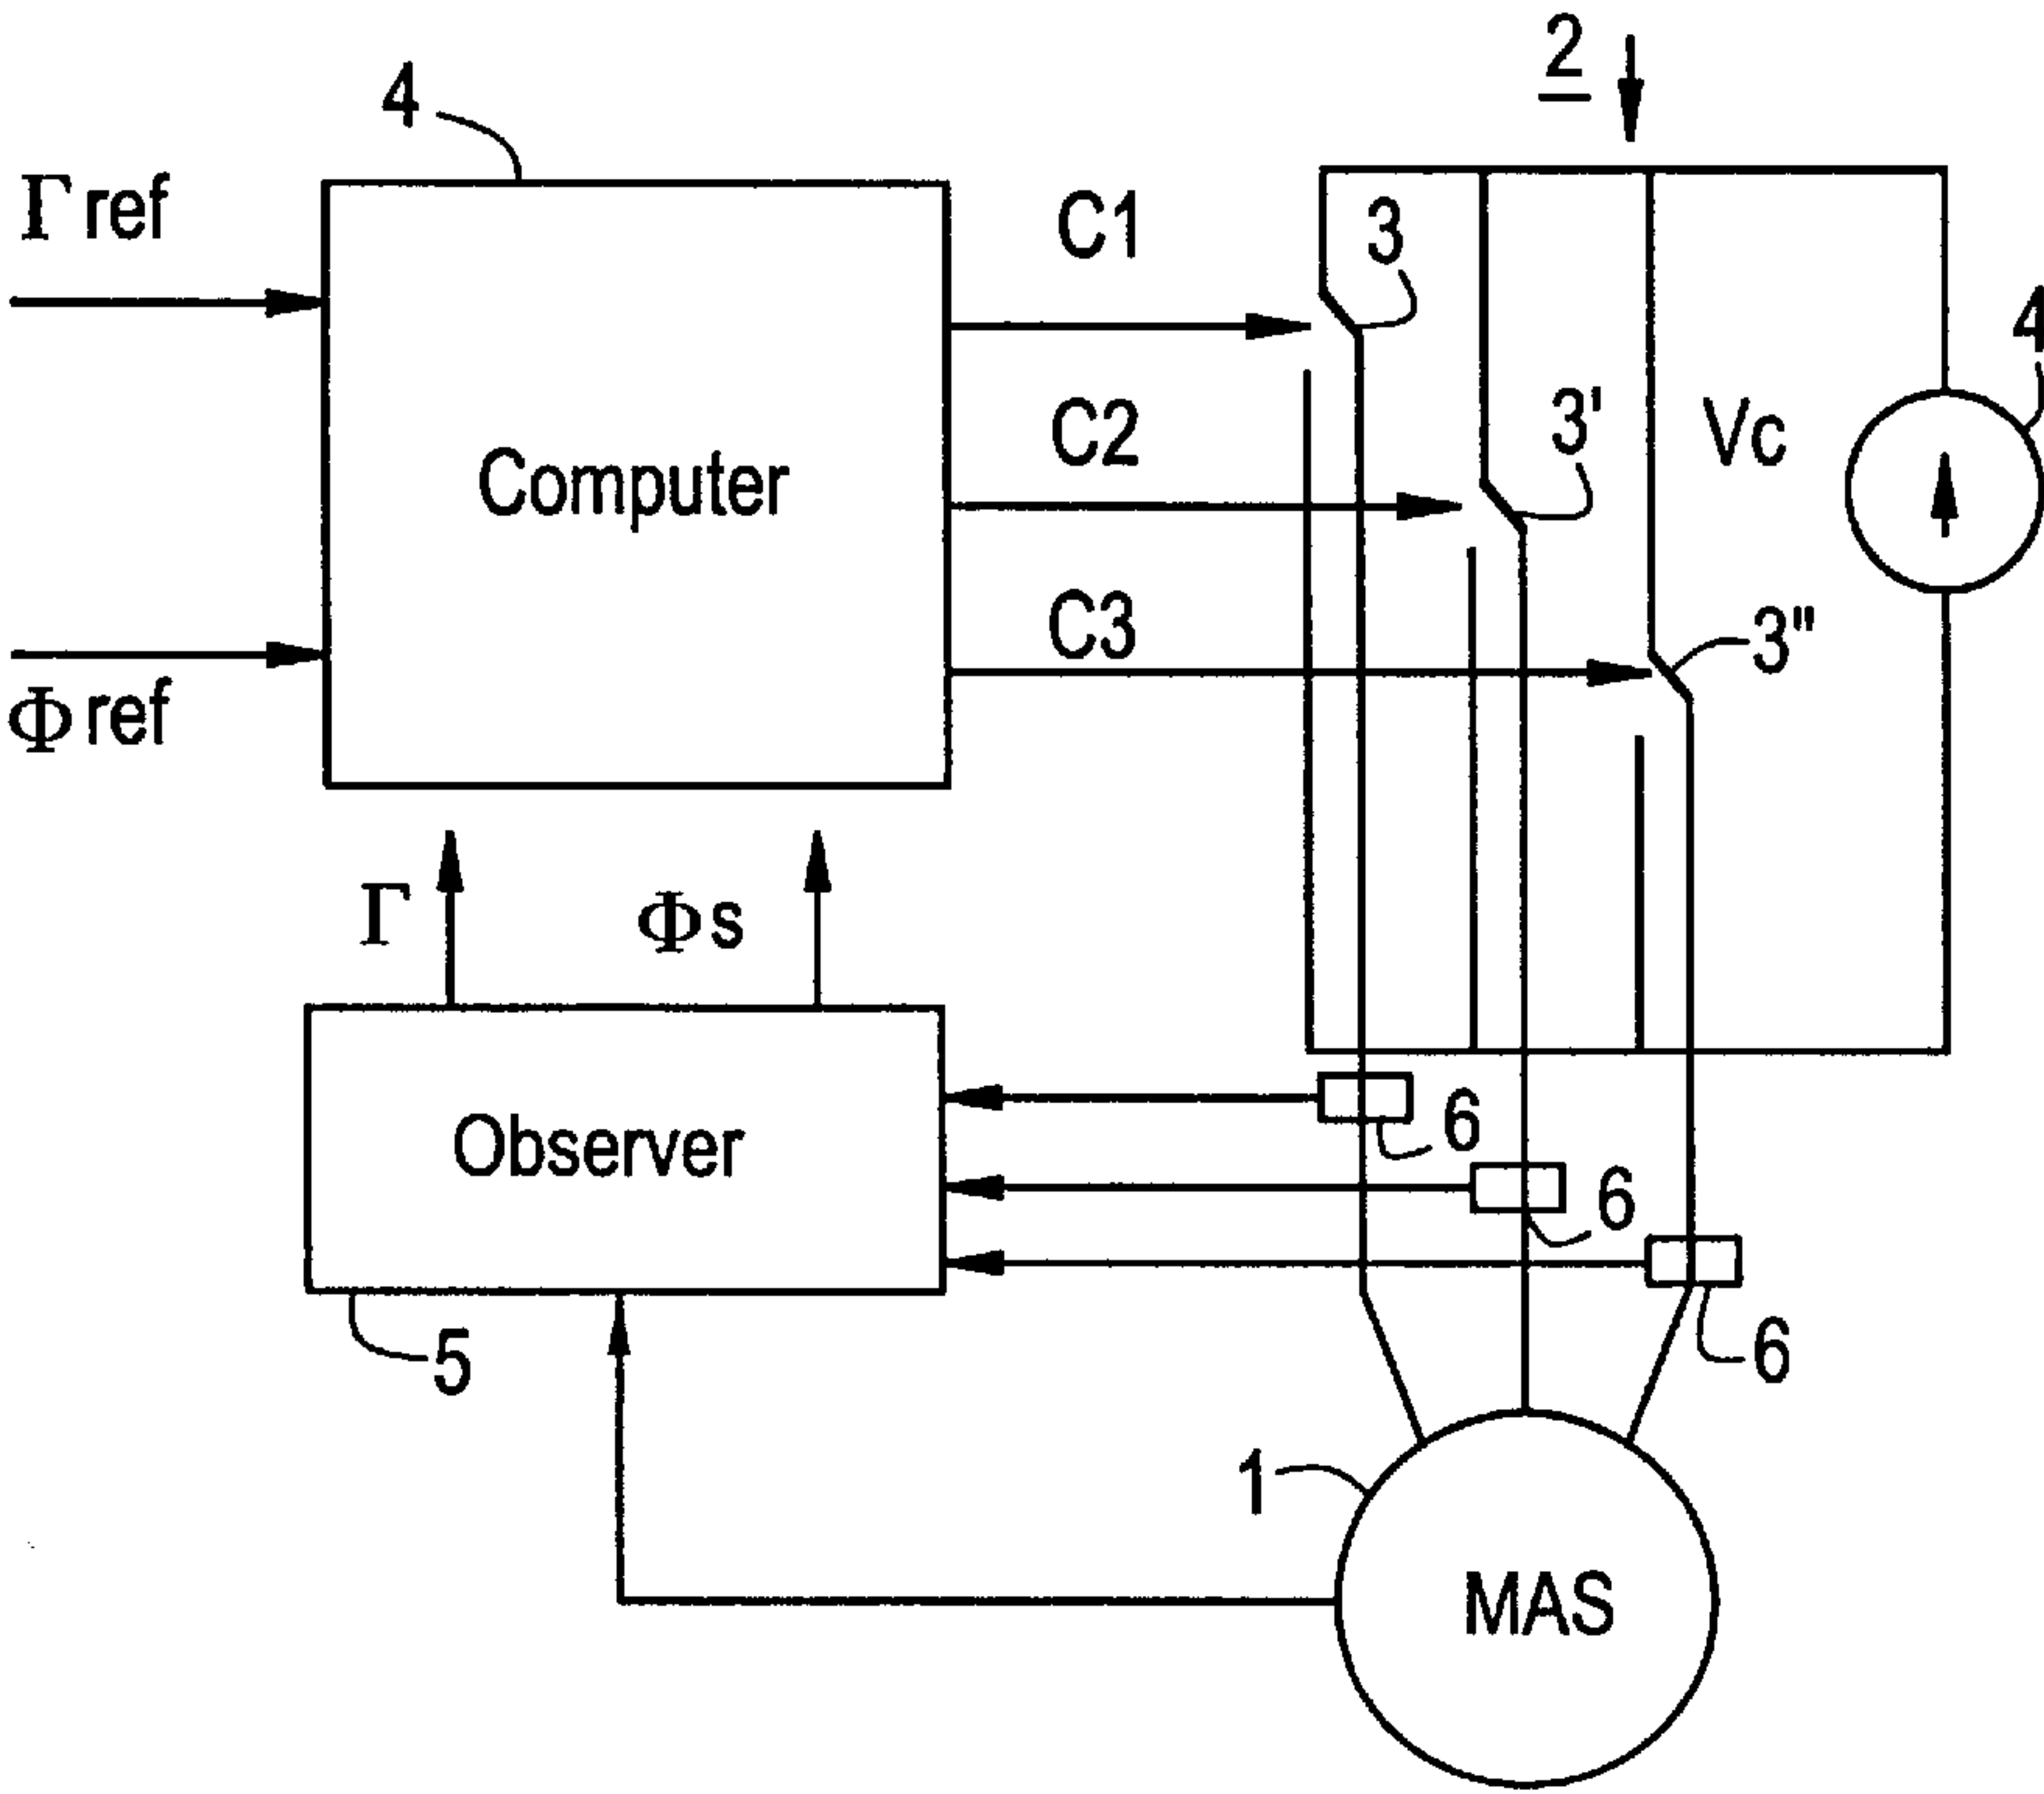 2
4
Γref
C1
3
4
Computer
C2
3'
Vc
C3
3"
Φref
Γ
Φs
Observer
6
6
6
5
1
MAS